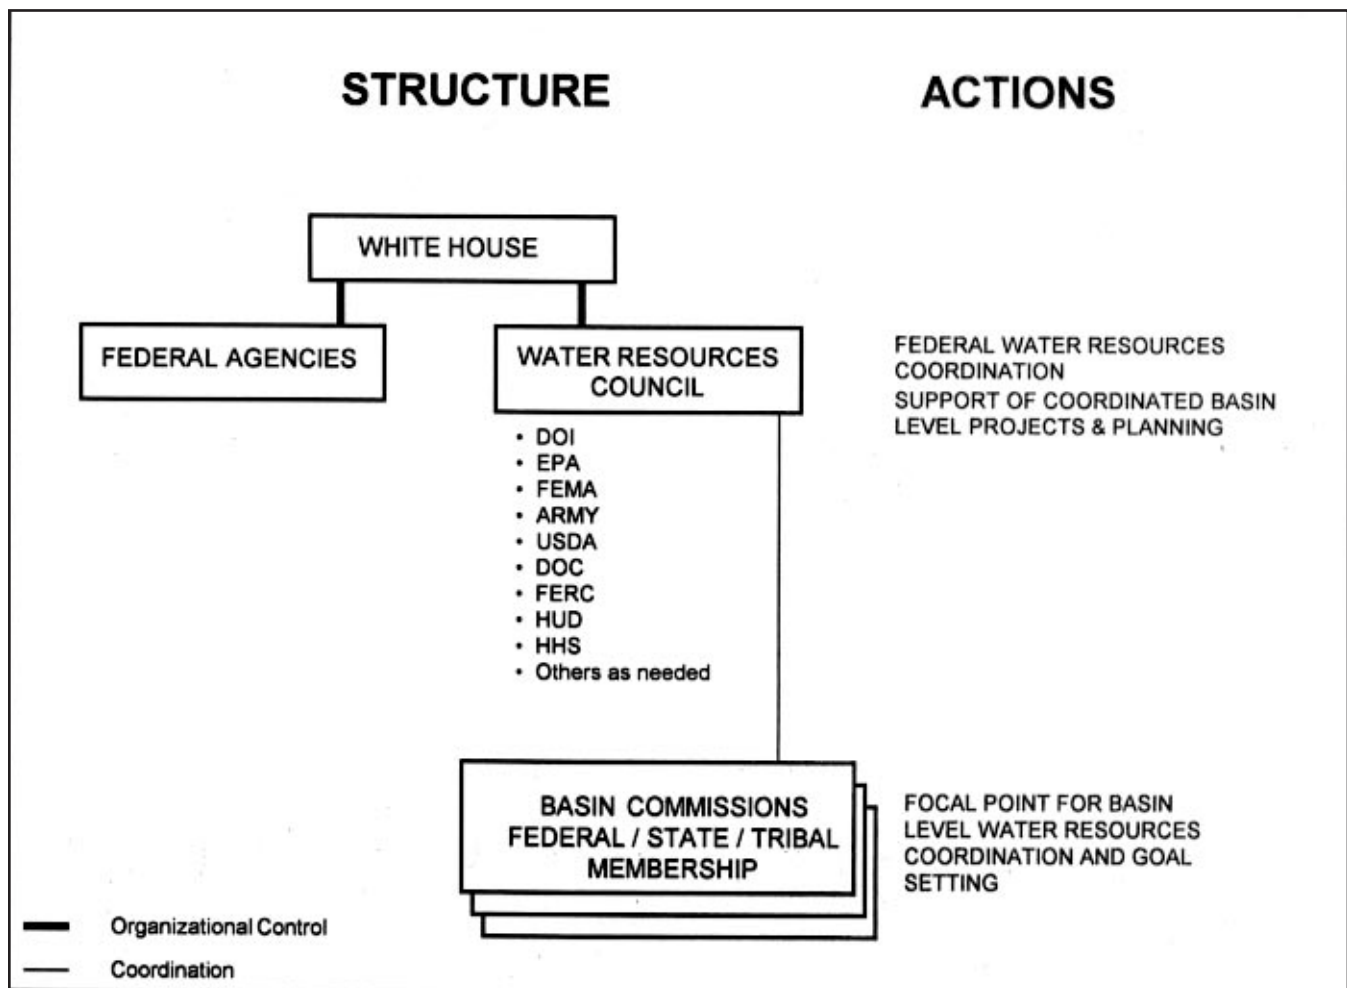 STRUCTURE
ACTIONS
WHITE HOUSE
FEDERAL AGENCIES
WATER RESOURCES
COUNCIL
FEDERAL WATER RESOURCES
COORDINATION
SUPPORT OF COORDINATED BASIN
LEVEL PROJECTS & PLANNING
• DOI
• EPA
• FEMA
• ARMY
• USDA
• DOC
• FERC
• HUD
• HHS
• Others as needed
BASIN COMMISSIONS
FEDERAL / STATE / TRIBAL
MEMBERSHIP
FOCAL POINT FOR BASIN
LEVEL WATER RESOURCES
COORDINATION AND GOAL
SETTING
Organizational Control
Coordination